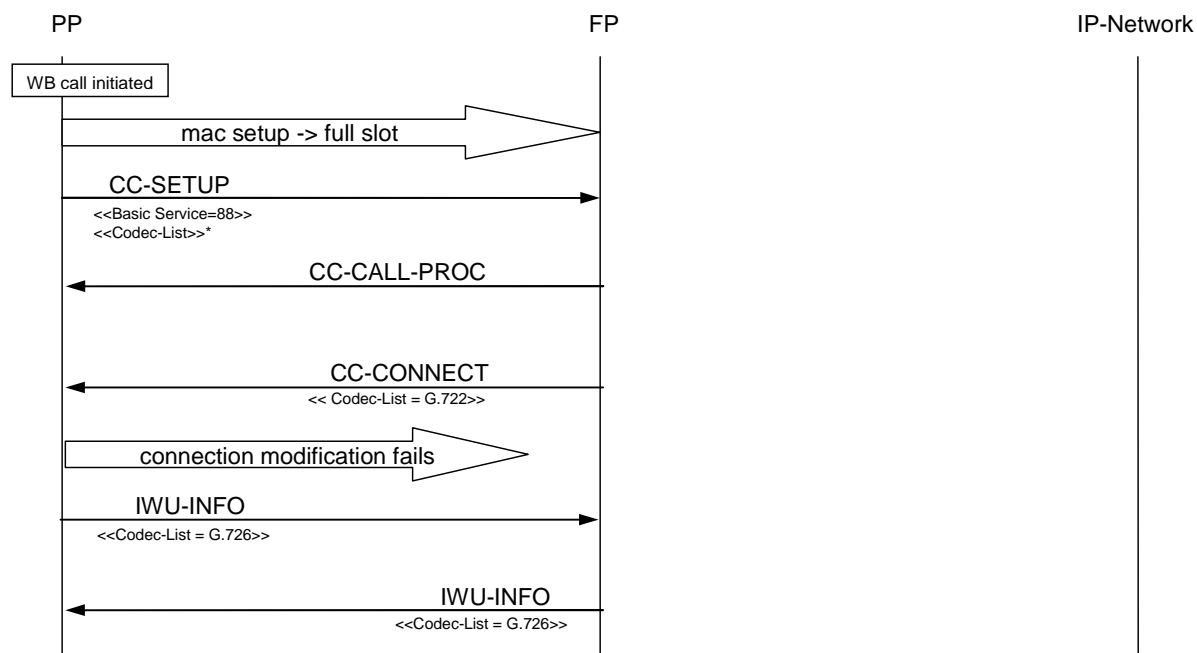 PP
FP
IP-Network
WB call initiated
mac setup -> full slot
CC-SETUP
<<Basic Service=88>>
<<Codec-List>>*
CC-CALL-PROC
CC-CONNECT
<< Codec-List = G.722>>
connection modification fails
IWU-INFO
<<Codec-List = G.726>>
IWU-INFO
<<Codec-List = G.726>>